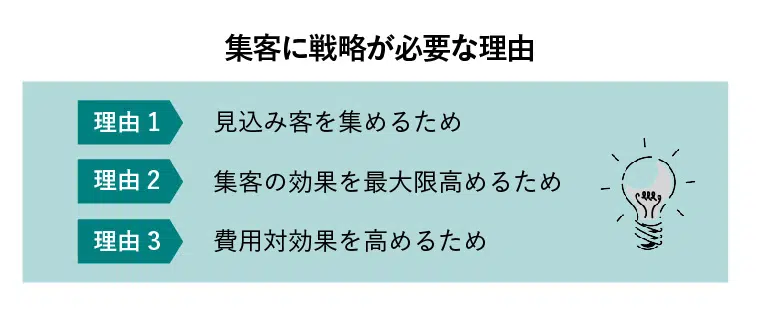 集客に戦略が必要な理由
理由 1 見込み客を集めるため
理由 2 集客の効果を最大限高めるため
理由 3 費用対効果を高めるため